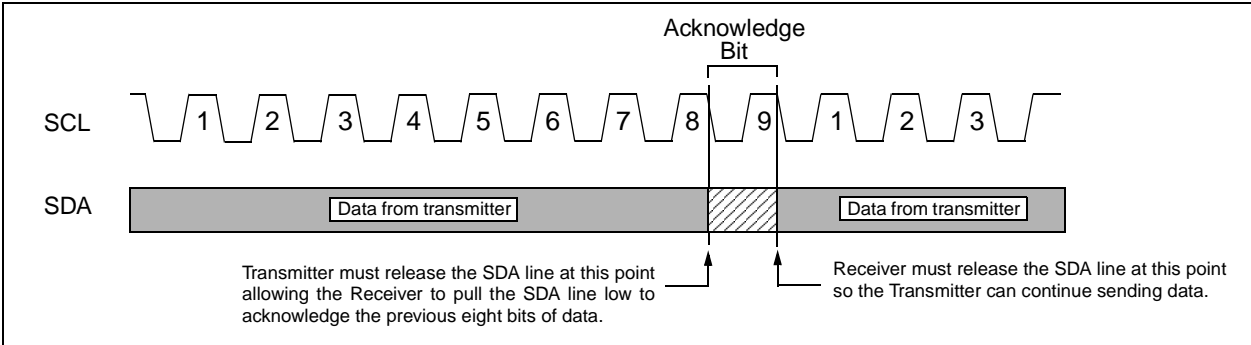 Acknowledge
Bit
SCL 1 2 3 4 5 6 7 8 9 1 2 3
SDA Data from transmitter Data from transmitter
Transmitter must release the SDA line at this point
allowing the Receiver to pull the SDA line low to
acknowledge the previous eight bits of data.
Receiver must release the SDA line at this point
so the Transmitter can continue sending data.